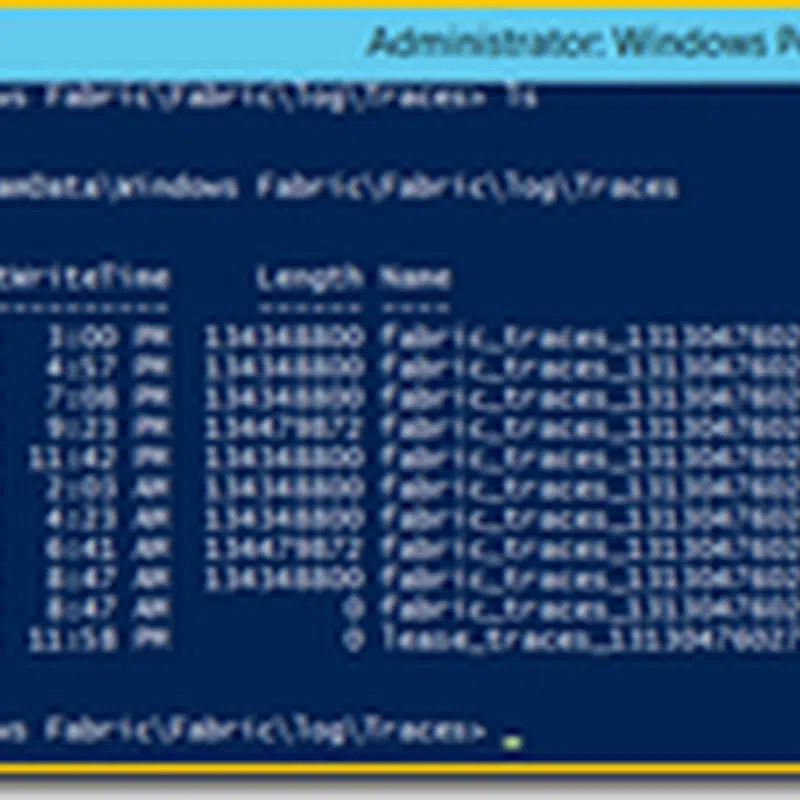 Administrator: Windows P
ws Fabric\Fabric\log\Traces> ls
amData\Windows Fabric\Fabric\log\Traces
tWriteTime Length Name
---------- ------ ----
3:00 PM 134348800 fabric_traces_1313047602
4:57 PM 134348800 fabric_traces_1313047602
7:08 PM 134348800 fabric_traces_1313047602
9:23 PM 134479872 fabric_traces_1313047602
11:42 PM 134348800 fabric_traces_1313047602
2:03 AM 134348800 fabric_traces_1313047602
4:23 AM 134348800 fabric_traces_1313047602
6:41 AM 134479872 fabric_traces_1313047602
8:47 AM 134348800 fabric_traces_1313047602
8:47 AM 0 fabric_traces_1313047602
11:58 PM 0 lease_traces_13130476027
ws Fabric\Fabric\log\Traces>